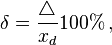 δ = △/x_d 100% ,